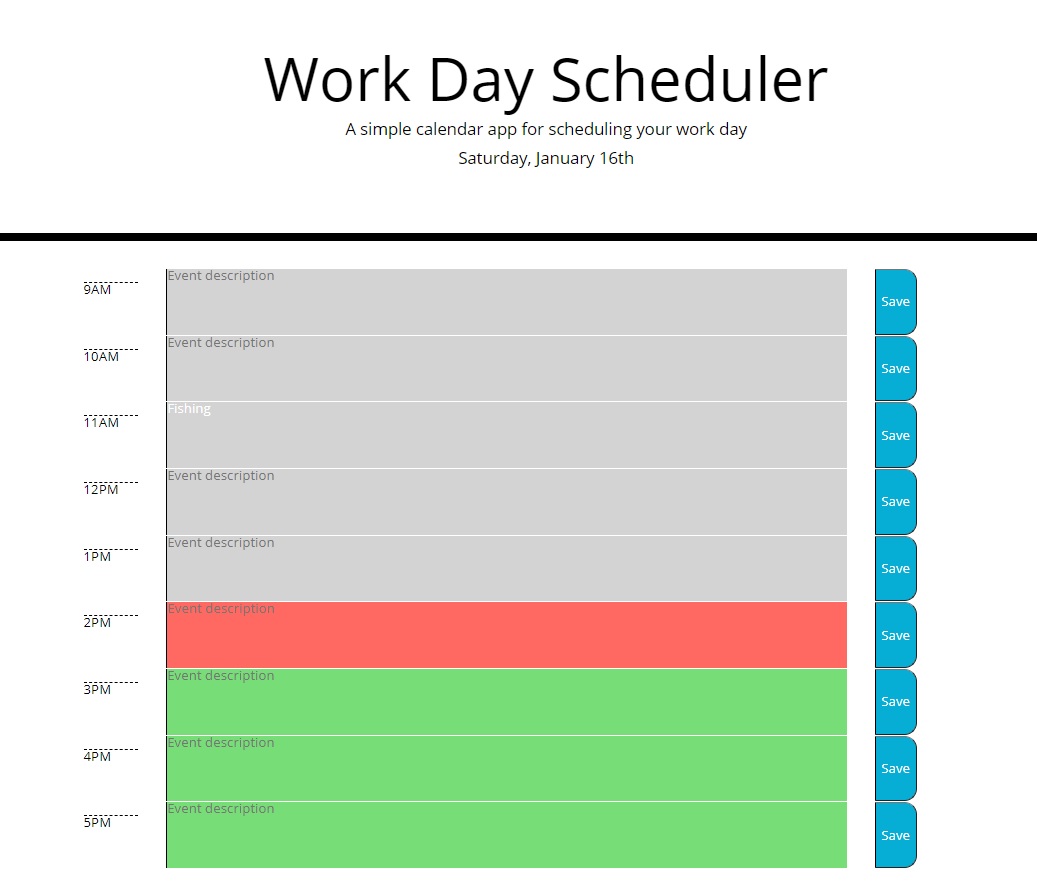 Work Day Scheduler
A simple calendar app for scheduling your work day
Saturday, January 16th
9AM Event description Save
10AM Event description Save
11AM Fishing Save
12PM Event description Save
1PM Event description Save
2PM Event description Save
3PM Event description Save
4PM Event description Save
5PM Event description Save